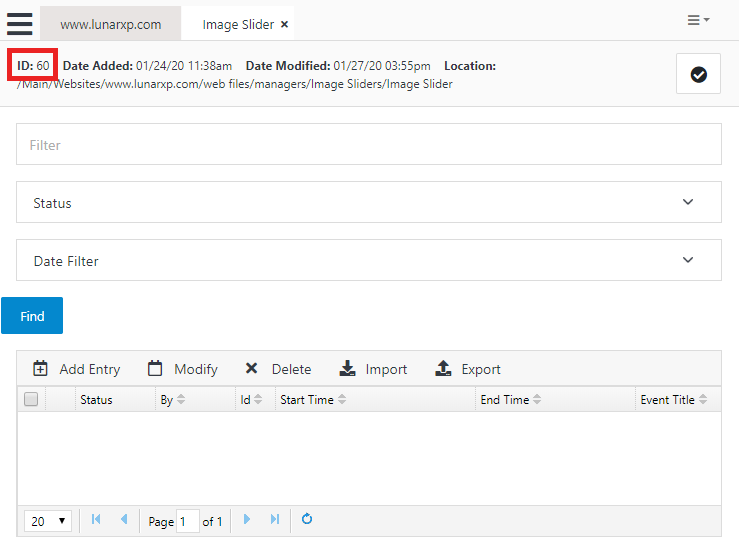 www.lunarxp.com Image Slider ×
ID: 60 Date Added: 01/24/20 11:38am Date Modified: 01/27/20 03:55pm Location:
/Main/Websites/www.lunarxp.com/web files/managers/Image Sliders/Image Slider
Filter
Status
Date Filter
Find
Add Entry Modify Delete Import Export
Status By Id Start Time End Time Event Title
20 Page 1 of 1